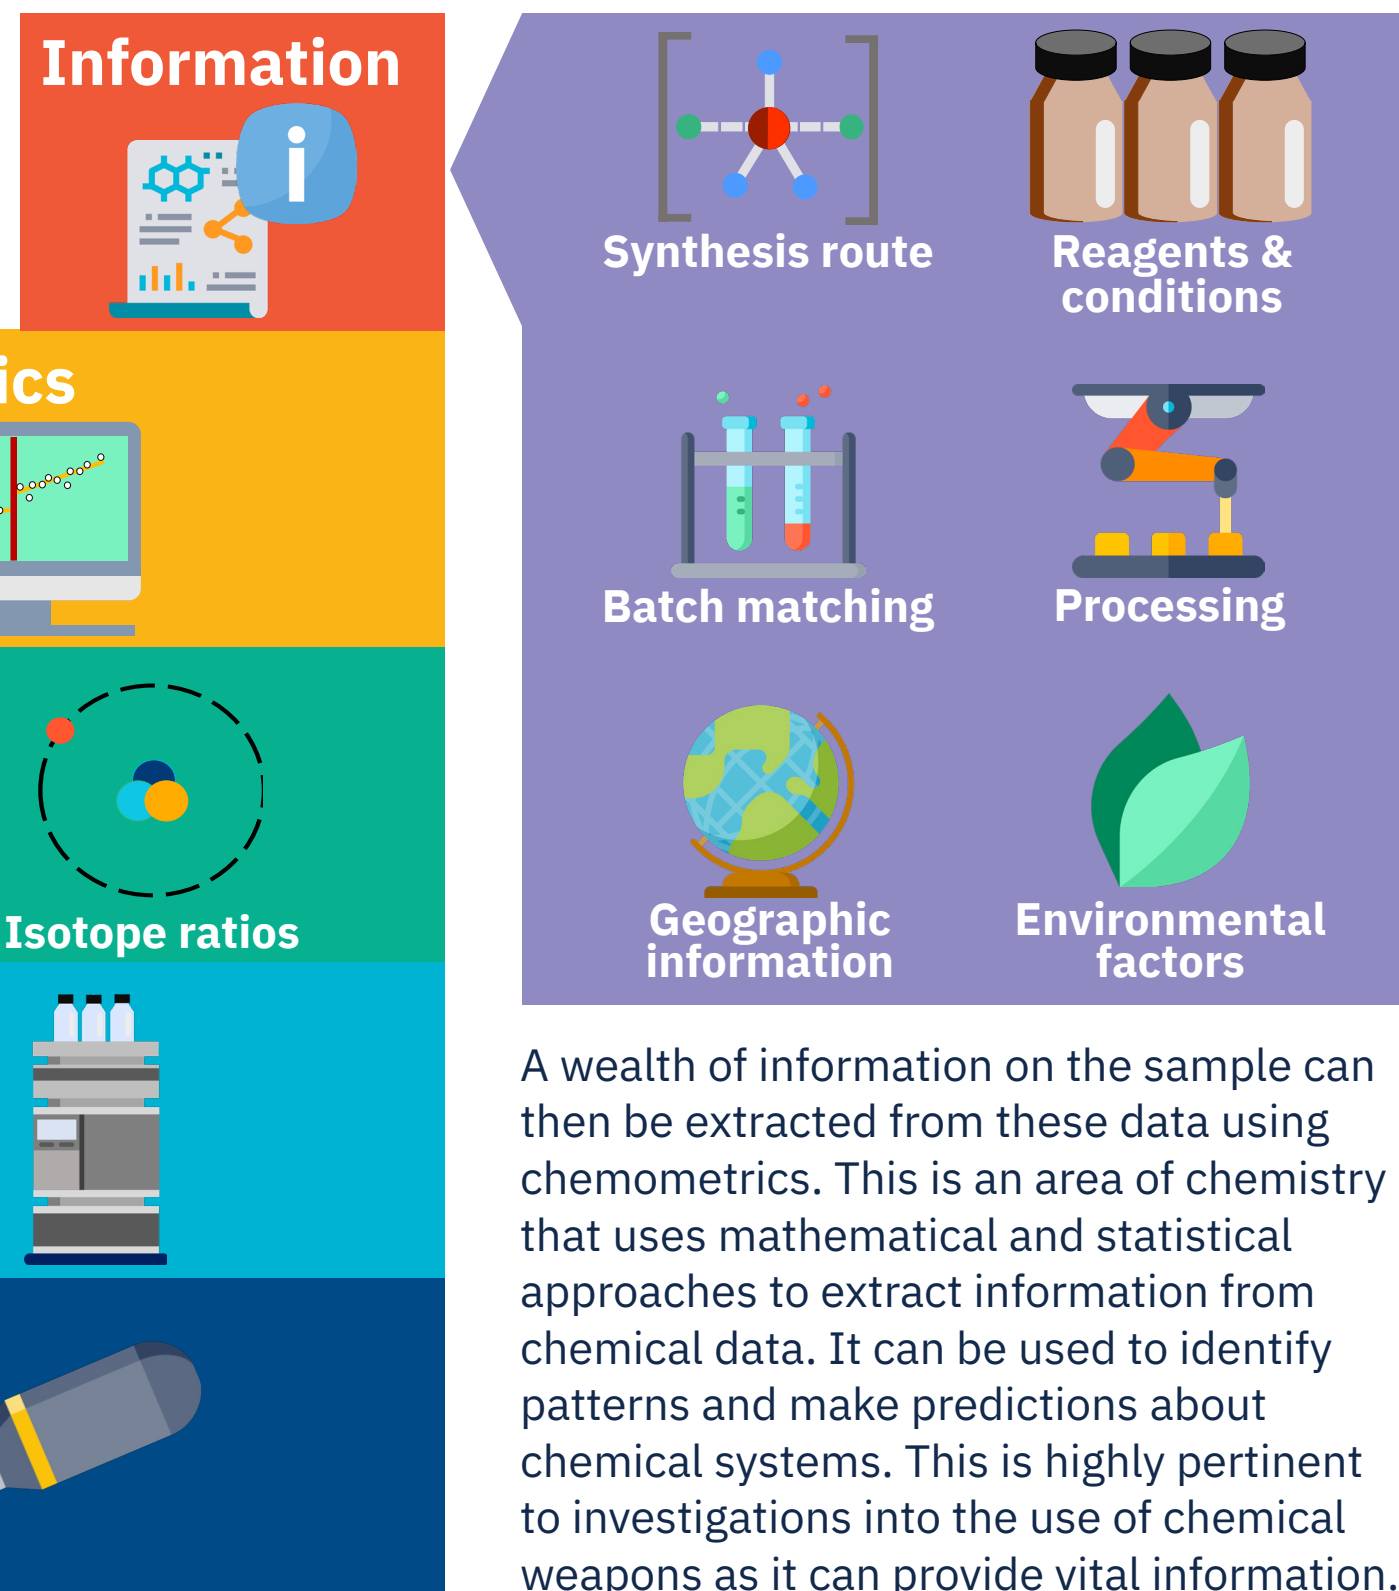 Information
ics
Isotope ratios
Synthesis route
Reagents &
conditions
Batch matching
Processing
Geographic
information
Environmental
factors
A wealth of information on the sample can
then be extracted from these data using
chemometrics. This is an area of chemistry
that uses mathematical and statistical
approaches to extract information from
chemical data. It can be used to identify
patterns and make predictions about
chemical systems. This is highly pertinent
to investigations into the use of chemical
weapons as it can provide vital information